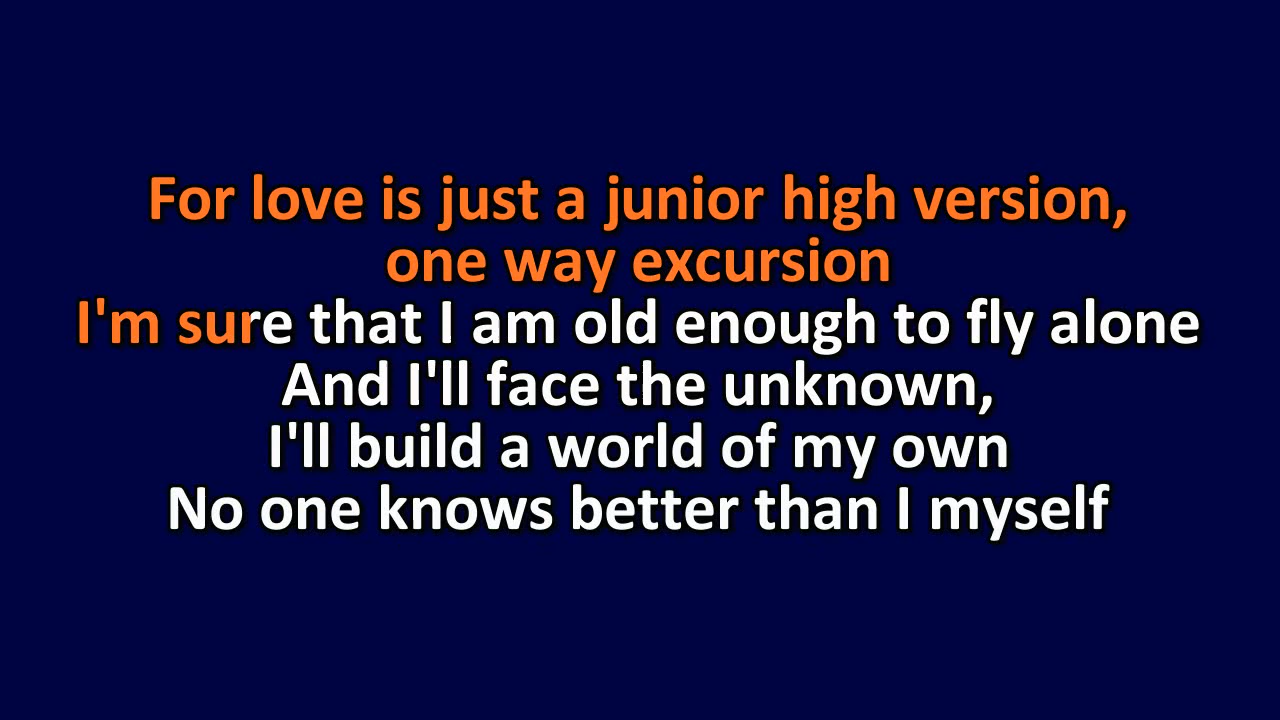 For love is just a junior high version,
one way excursion
I'm sure that I am old enough to fly alone
And I'll face the unknown,
I'll build a world of my own
No one knows better than I myself